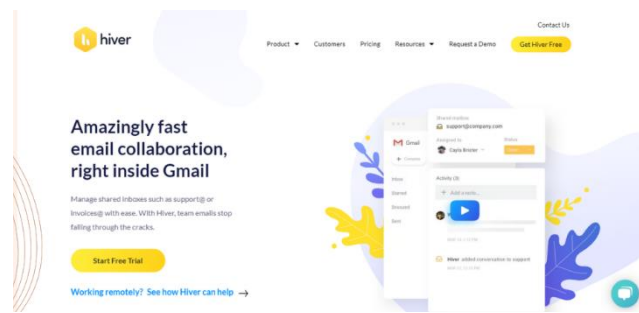 Contact Us
hiver
Product Customers Pricing Resources Request a Demo Get Hiver Free
Amazingly fast
email collaboration,
right inside Gmail
Manage shared inboxes such as support@ or
Invoices@ with ease. With Hiver, team emails stop
falling through the cracks.
Start Free Trial
Working remotely? See how Hiver can help →
Shared mailbox
support@company.com
Assigned to Status
Gmail
Cayla Brister
Compose
Inbox
Starred
Snoozed
Sent
Activity (3)
+ Add a note...
Hiver added conversation to support